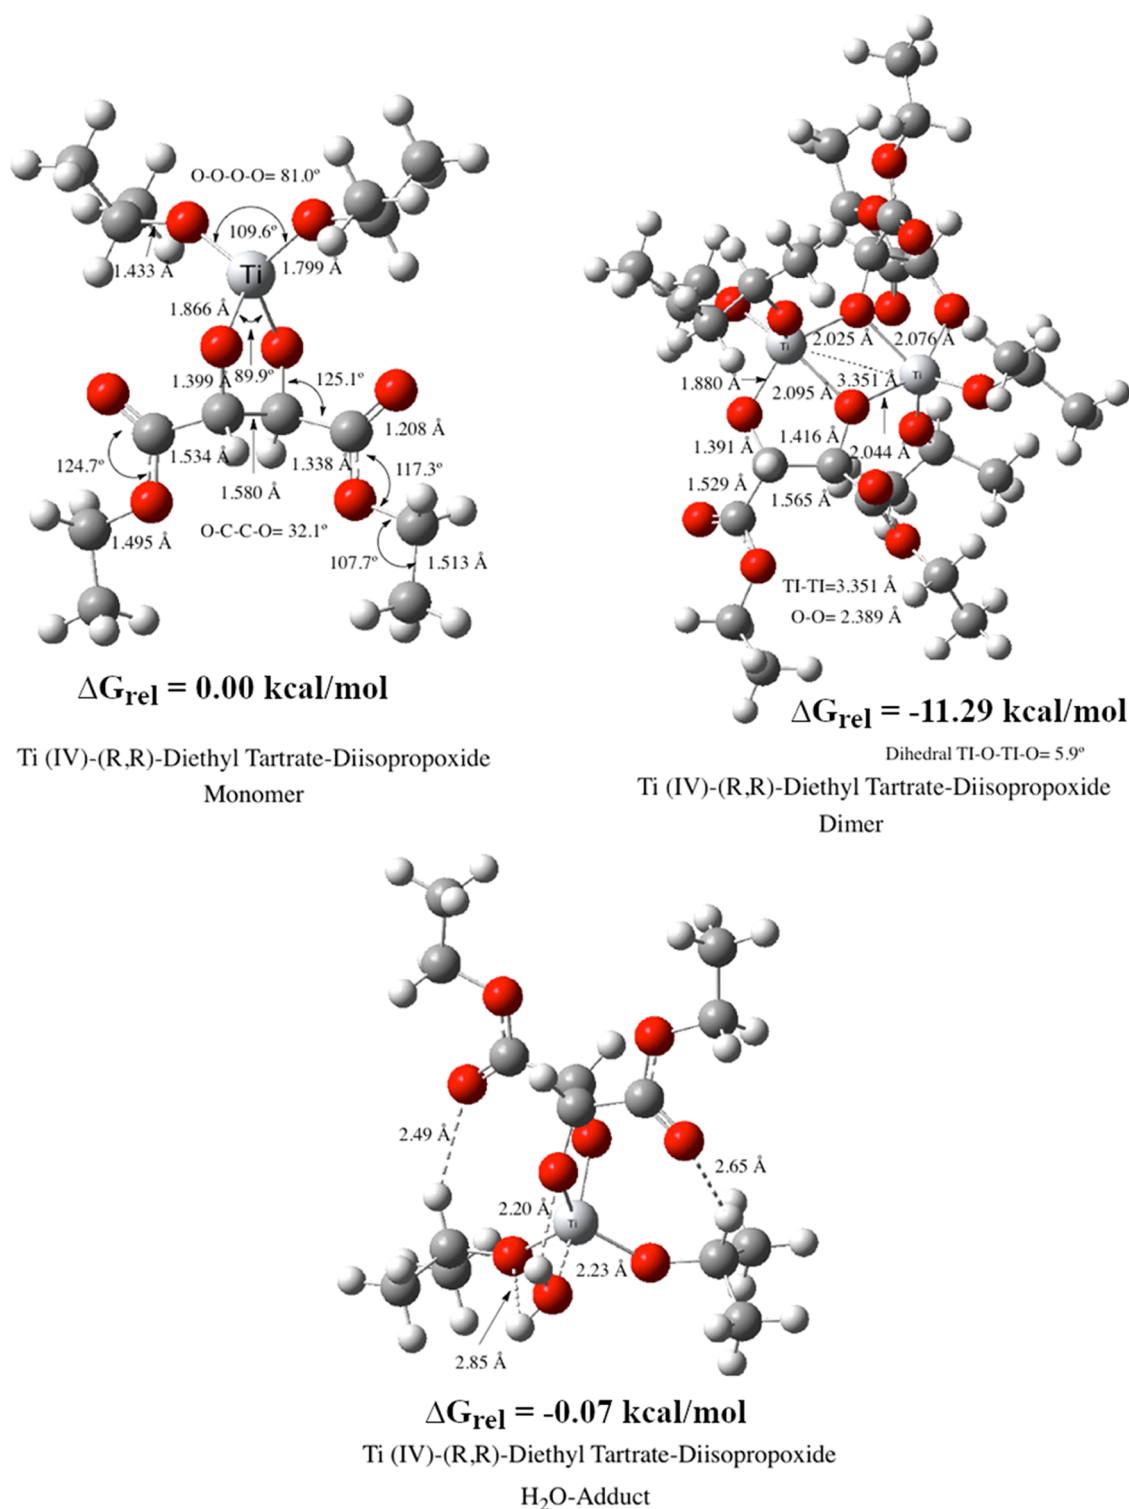 O-O-O-O= 81.0º
109.6º
1.433 Å
Ti
1.799 Å
1.866 Å
89.9º
1.399 Å
125.1º
1.208 Å
124.7º
1.534 Å
1.338 Å
117.3º
1.580 Å
O-C-C-O= 32.1º
1.495 Å
107.7º
1.513 Å
ΔGrel = 0.00 kcal/mol
Ti (IV)-(R,R)-Diethyl Tartrate-Diisopropoxide
Monomer
Ti
2.025 Å
2.076 Å
Ti
1.880 Å
2.095 Å
3.351 Å
1.391 Å
1.416 Å
2.044 Å
1.529 Å
1.565 Å
TI-TI=3.351 Å
O-O= 2.389 Å
ΔGrel = -11.29 kcal/mol
Dihedral TI-O-TI-O= 5.9º
Ti (IV)-(R,R)-Diethyl Tartrate-Diisopropoxide
Dimer
2.49 Å
2.65 Å
2.20 Å
Ti
2.23 Å
2.85 Å
ΔGrel = -0.07 kcal/mol
Ti (IV)-(R,R)-Diethyl Tartrate-Diisopropoxide
H2O-Adduct